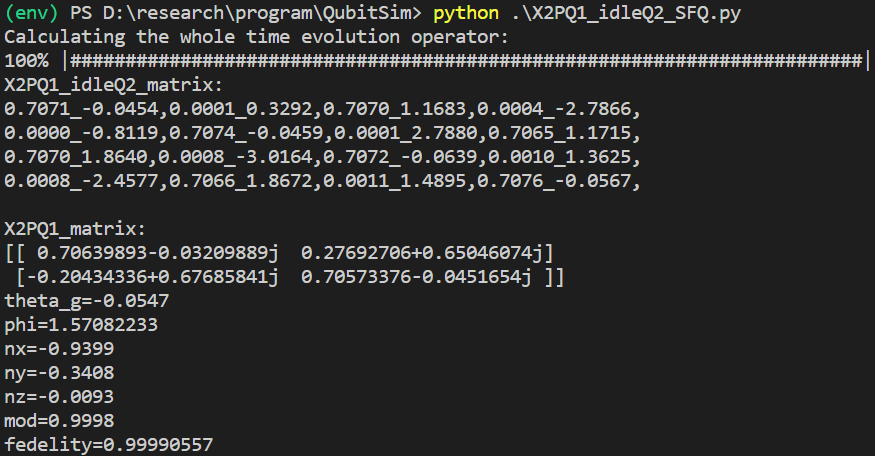 (env) PS D:\research\program\QubitSim> python .\X2PQ1_idleQ2_SFQ.py
Calculating the whole time evolution operator:
100% |########################################################################|
X2PQ1_idleQ2_matrix:
0.7071_-0.0454,0.0001_0.3292,0.7070_1.1683,0.0004_-2.7866,
0.0000_-0.8119,0.7074_-0.0459,0.0001_2.7880,0.7065_1.1715,
0.7070_1.8640,0.0008_-3.0164,0.7072_-0.0639,0.0010_1.3625,
0.0008_-2.4577,0.7066_1.8672,0.0011_1.4895,0.7076_-0.0567,
X2PQ1_matrix:
[[ 0.70639893-0.03209889j  0.27692706+0.65046074j]
 [-0.20434336+0.67685841j  0.70573376-0.0451654j ]]
theta_g=-0.0547
phi=1.57082233
nx=-0.9399
ny=-0.3408
nz=-0.0093
mod=0.9998
fedelity=0.99990557